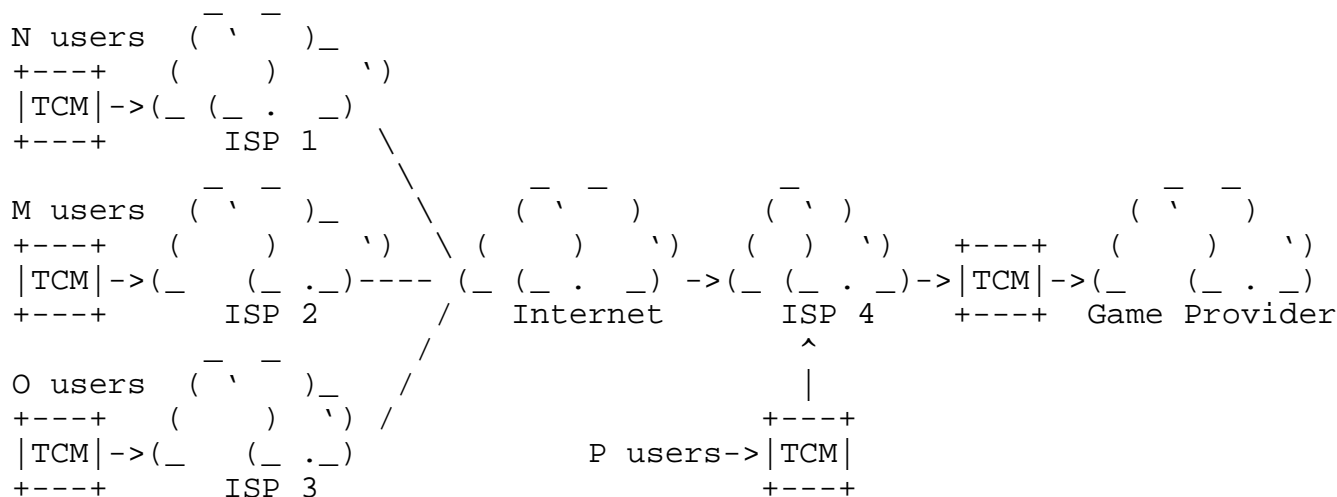 N users
TCM
ISP 1
M users
TCM
TCM
ISP 2 Internet ISP 4 Game Provider
O users
TCM
P users->
TCM
ISP 3